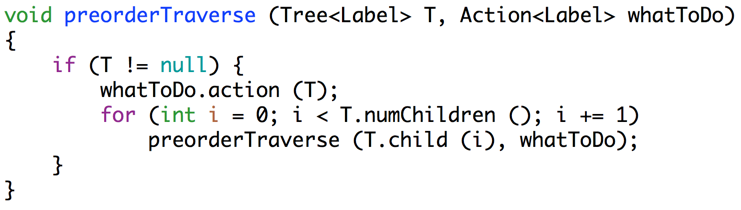 void preorderTraverse (Tree<Label> T, Action<Label> whatToDo)
{
    if (T != null) {
        whatToDo.action (T);
        for (int i = 0; i < T.numChildren (); i += 1)
            preorderTraverse (T.child (i), whatToDo);
    }
}